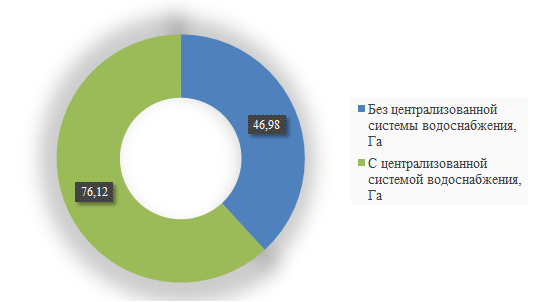 46,98
76,12
Без централизованной
системы водоснабжения,
Га
С централизованной
системой водоснабжения,
Га